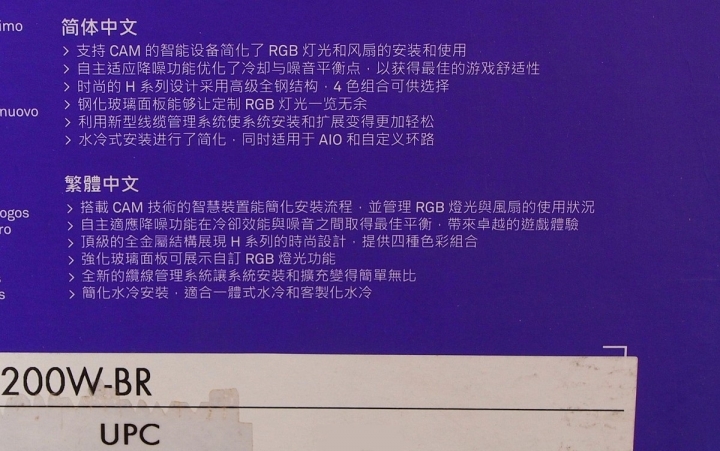 imo
简体中文
> 支持 CAM 的智能设备简化了 RGB 灯光和风扇的安装和使用
> 自主适应降噪功能优化了冷却与噪音平衡点，以获得最佳的游戏舒适性
> 时尚的 H 系列设计采用高级全钢结构，4 色组合可供选择
> 钢化玻璃面板能够让定制 RGB 灯光一览无余
nuovo
> 利用新型线缆管理系统使系统安装和扩展变得更加轻松
> 水冷式安装进行了简化，同时适用于 AIO 和自定义环路
繁體中文
> 搭載 CAM 技術的智慧裝置能簡化安裝流程，並管理 RGB 燈光與風扇的使用狀況
ogos
> 自主適應降噪功能在冷卻效能與噪音之間取得最佳平衡，帶來卓越的遊戲體驗
ro
> 頂級的全金屬結構展現 H 系列的時尚設計，提供四種色彩組合
> 強化玻璃面板可展示自訂 RGB 燈光功能
> 全新的纜線管理系統讓系統安裝和擴充變得簡單無比
> 簡化水冷安裝，適合一體式水冷和客製化水冷
s
200W-BR
UPC